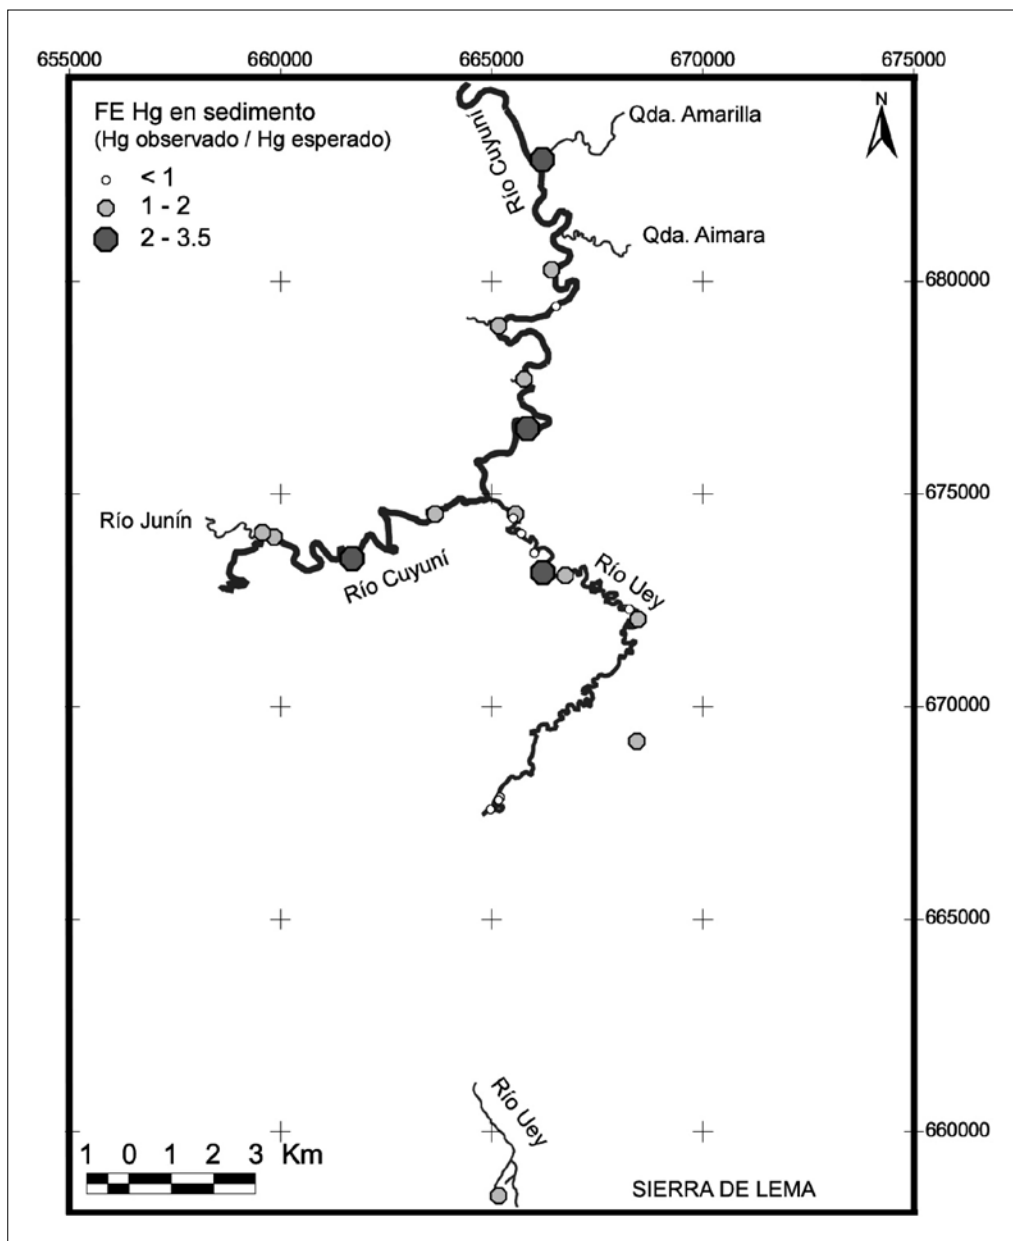 655000 660000 665000 670000 675000
FE Hg en sedimento
(Hg observado / Hg esperado)
< 1
1 - 2
2 - 3.5
N
Qda. Amarilla
Río Cuyuní
Qda. Aimara
680000
675000
Río Junín
Río Cuyuní
Río Uey
670000
665000
Río Uey
660000
1 0 1 2 3 Km
SIERRA DE LEMA